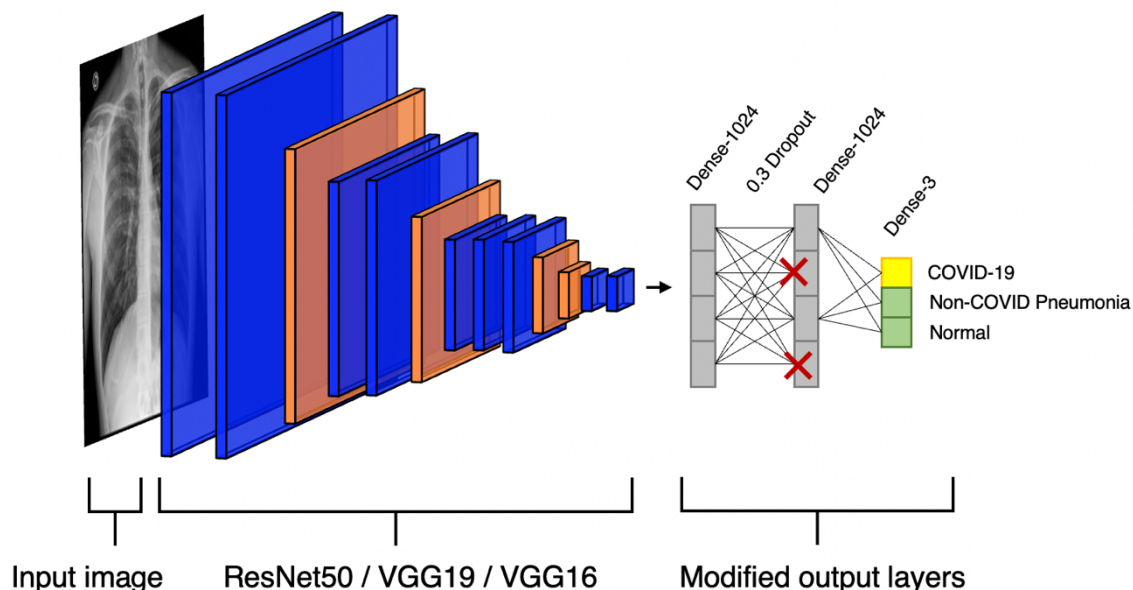 Dense-1024
0.3 Dropout
Dense-1024
Dense-3
COVID-19
Non-COVID Pneumonia
Normal
Input image
ResNet50 / VGG19 / VGG16
Modified output layers